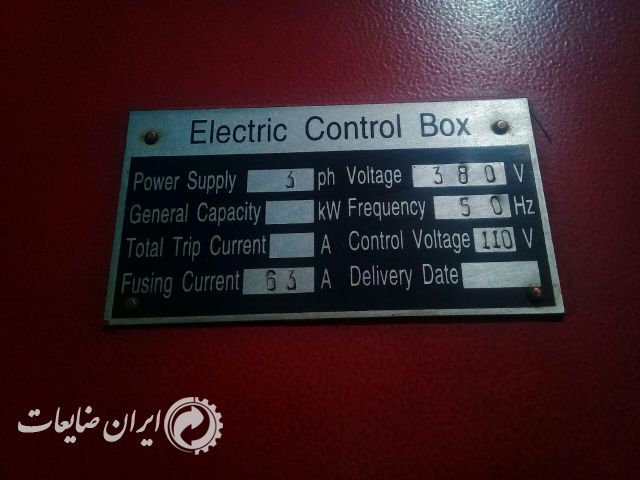 Electric Control Box
Power Supply 3 ph Voltage 380 V
General Capacity kW Frequency 50 Hz
Total Trip Current A Control Voltage 110 V
Fusing Current 63 A Delivery Date
ایران ضایعات